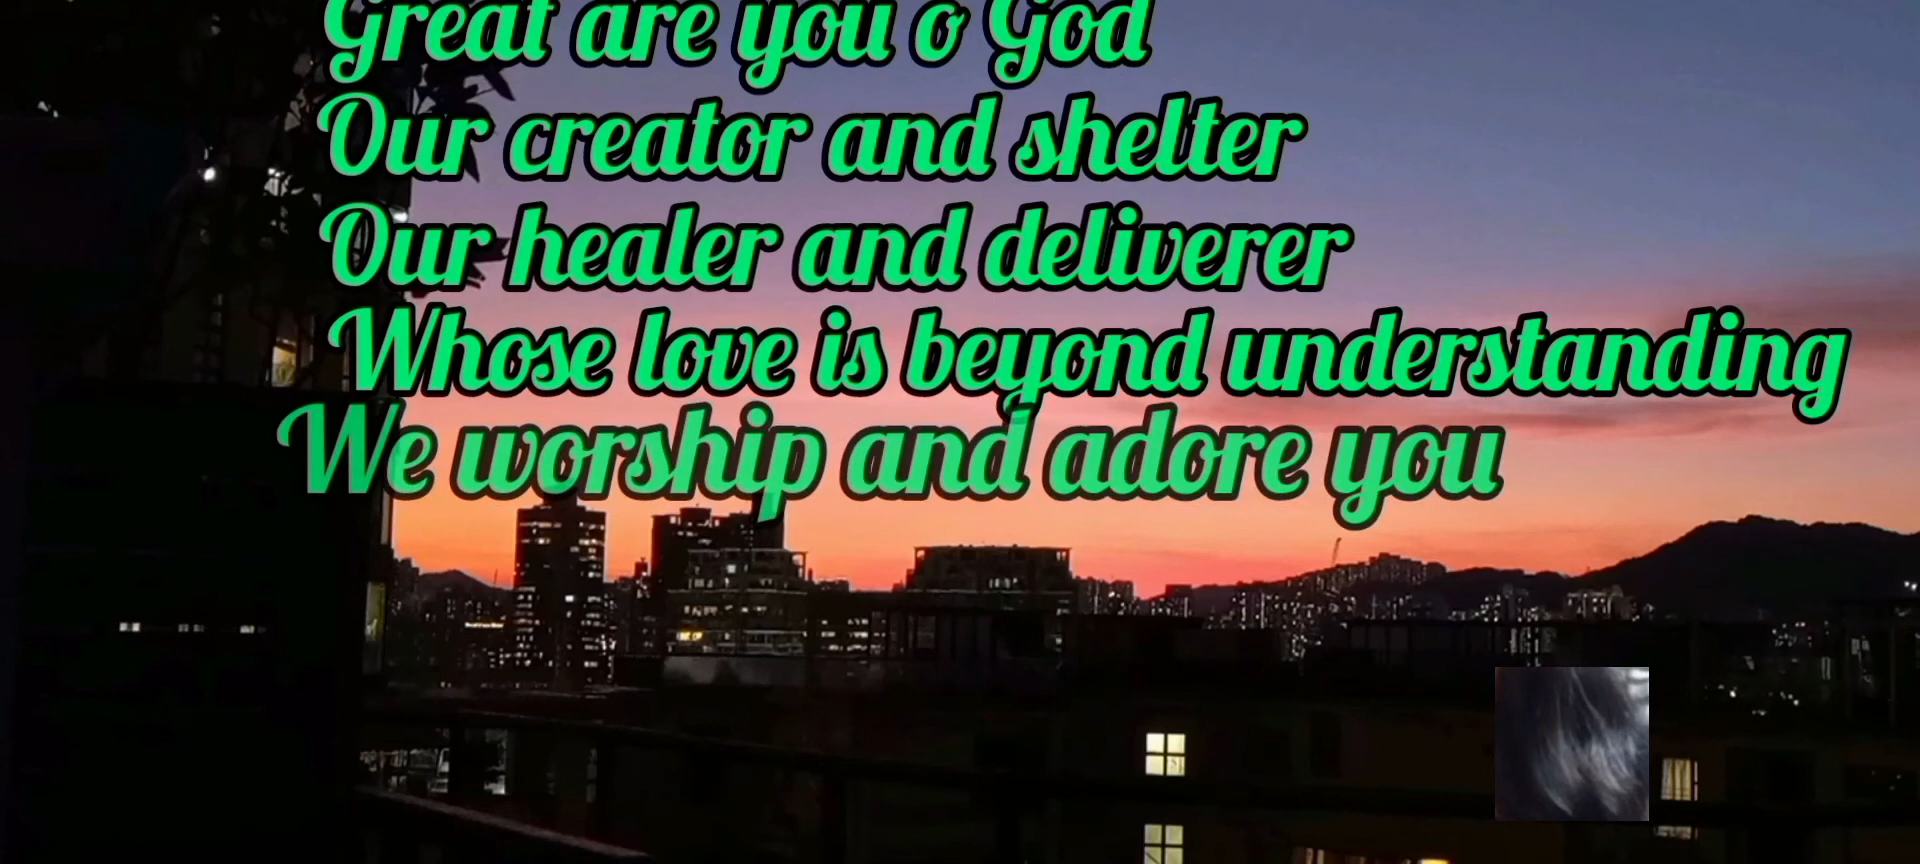 Great are you o God
Our creator and shelter
Our healer and deliverer
Whose love is beyond understanding
We worship and adore you